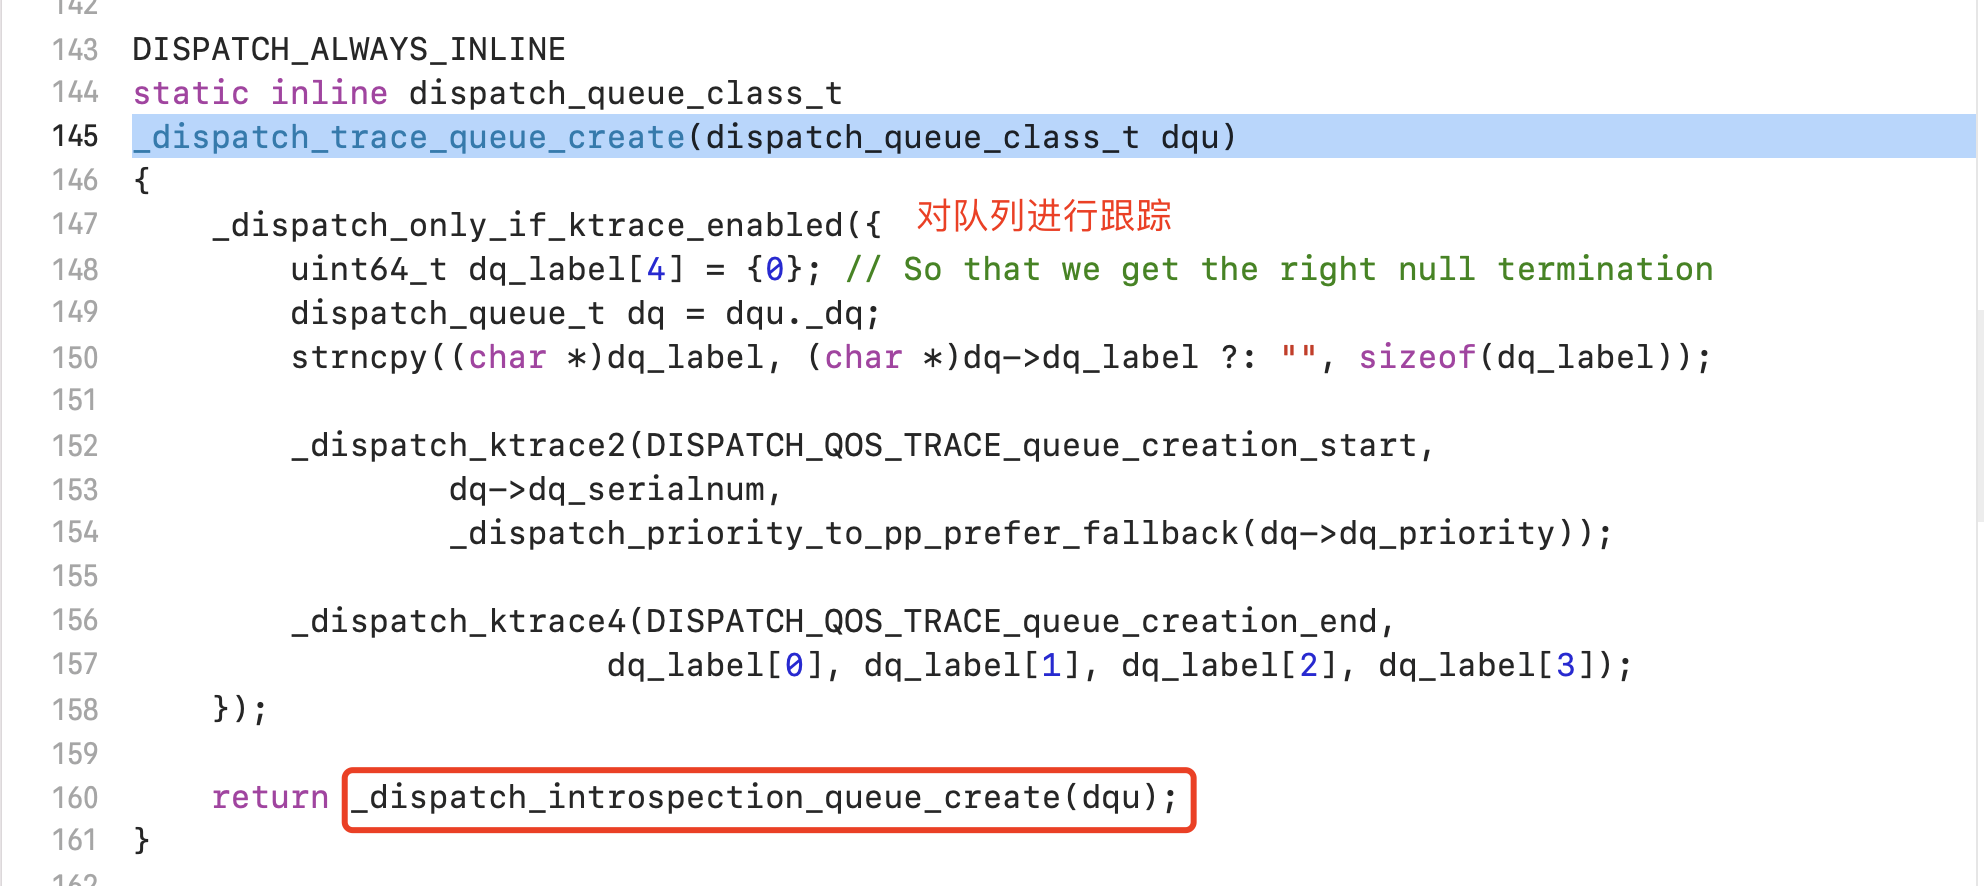 142
143 DISPATCH_ALWAYS_INLINE
144 static inline dispatch_queue_class_t
145 _dispatch_trace_queue_create(dispatch_queue_class_t dqu)
146 {
147     _dispatch_only_if_ktrace_enabled({ 对队列进行跟踪
148         uint64_t dq_label[4] = {0}; // So that we get the right null termination
149         dispatch_queue_t dq = dqu._dq;
150         strncpy((char *)dq_label, (char *)dq->dq_label ?: "", sizeof(dq_label));
151
152         _dispatch_ktrace2(DISPATCH_QOS_TRACE_queue_creation_start,
153                 dq->dq_serialnum,
154                 _dispatch_priority_to_pp_prefer_fallback(dq->dq_priority));
155
156         _dispatch_ktrace4(DISPATCH_QOS_TRACE_queue_creation_end,
157                         dq_label[0], dq_label[1], dq_label[2], dq_label[3]);
158     });
159
160     return _dispatch_introspection_queue_create(dqu);
161 }
162